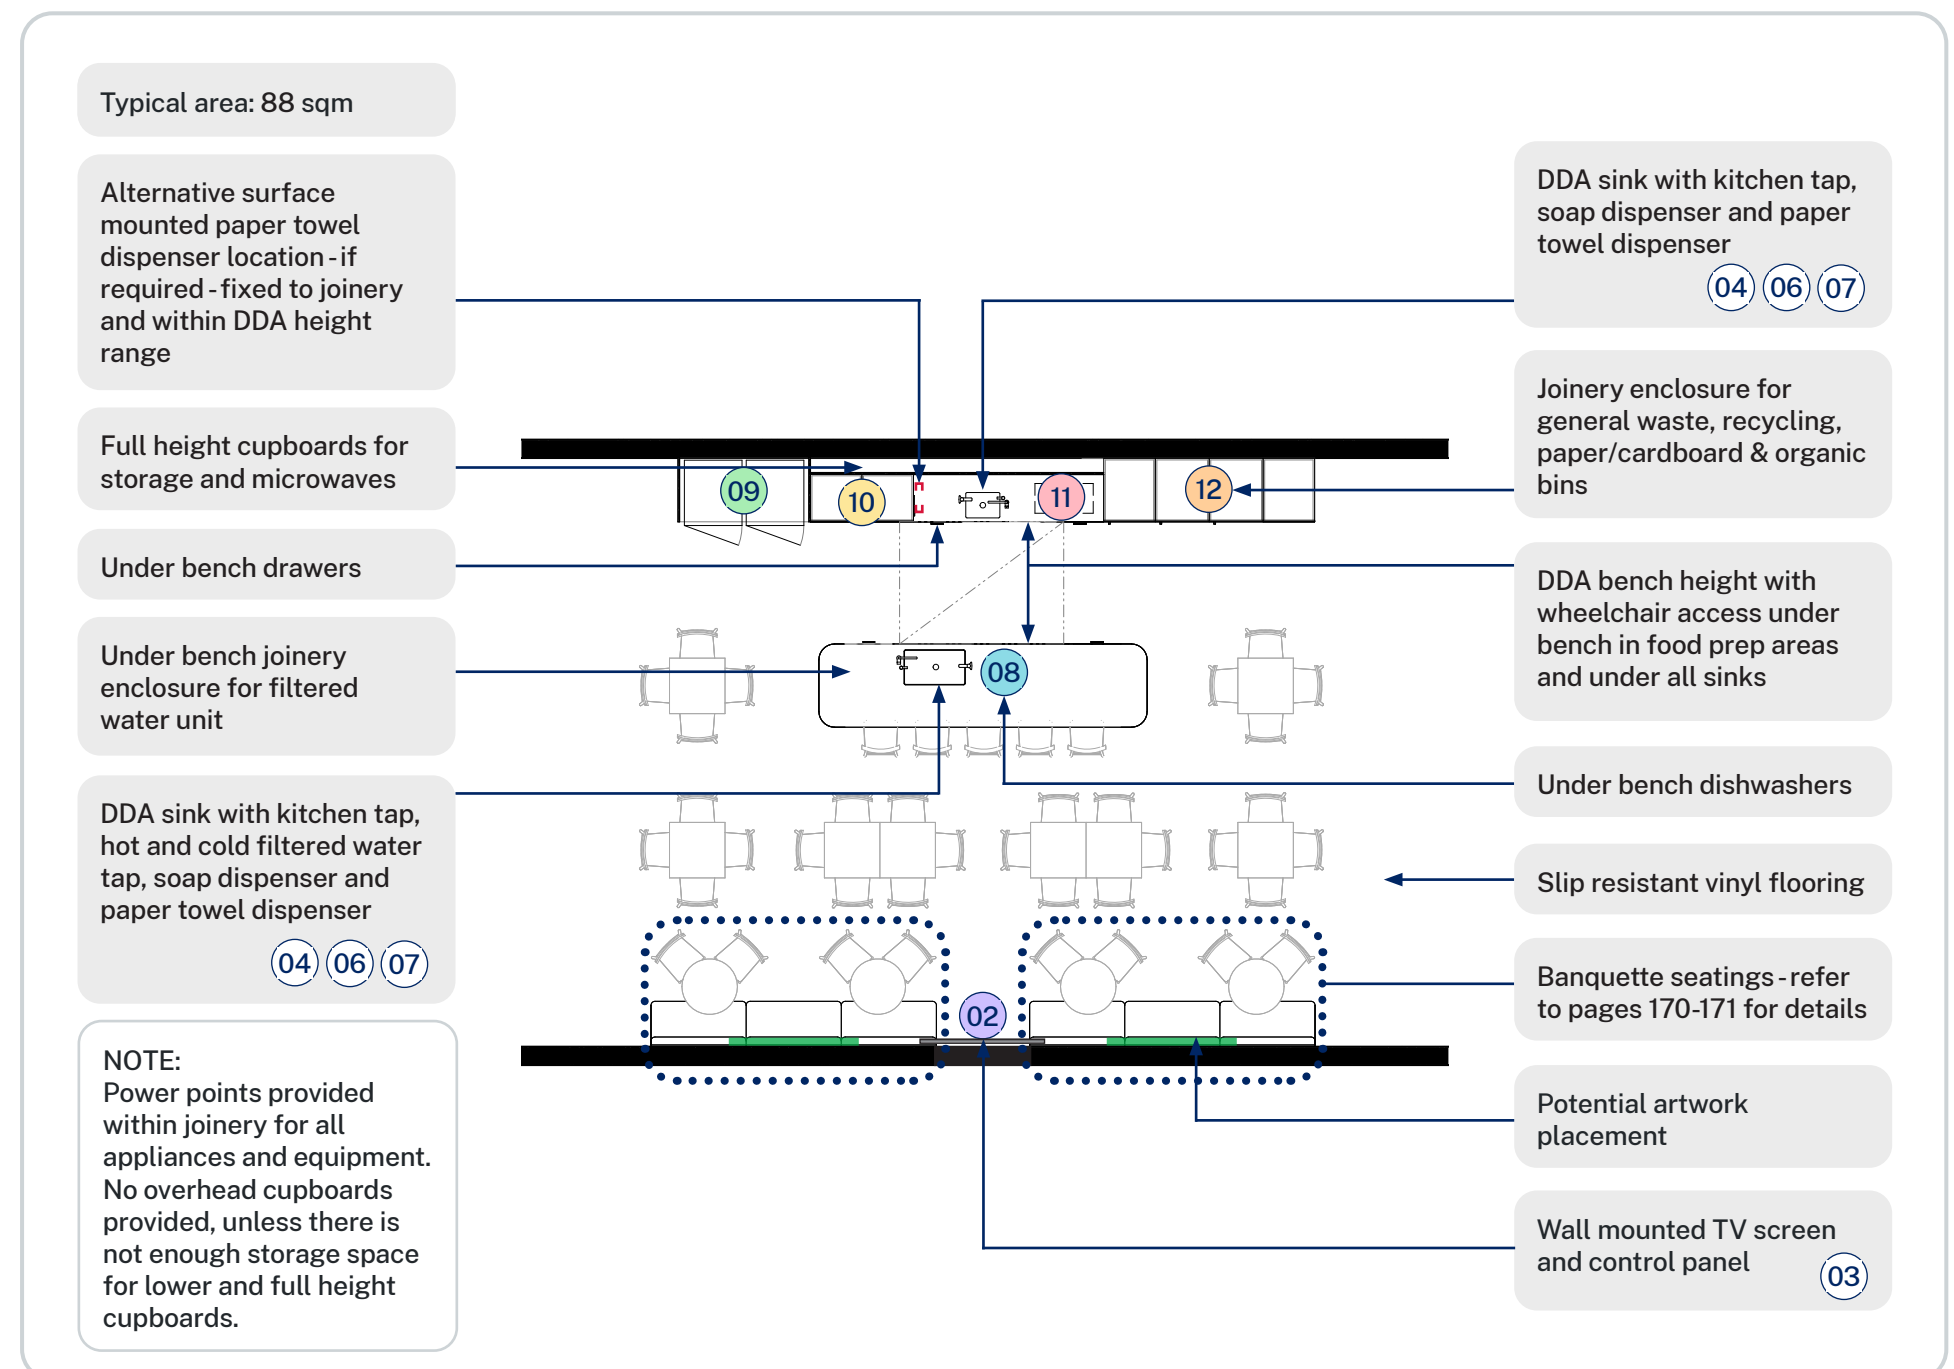 Typical area: 88 sqm
Alternative surface
mounted paper towel
dispenser location - if
required - fixed to joinery
and within DDA height
range
Full height cupboards for
storage and microwaves
Under bench drawers
Under bench joinery
enclosure for filtered
water unit
DDA sink with kitchen tap,
hot and cold filtered water
tap, soap dispenser and
paper towel dispenser
04 06 07
NOTE:
Power points provided
within joinery for all
appliances and equipment.
No overhead cupboards
provided, unless there is
not enough storage space
for lower and full height
cupboards.
09
10
11
12
08
02
DDA sink with kitchen tap,
soap dispenser and paper
towel dispenser
04 06 07
Joinery enclosure for
general waste, recycling,
paper/cardboard & organic
bins
DDA bench height with
wheelchair access under
bench in food prep areas
and under all sinks
Under bench dishwashers
Slip resistant vinyl flooring
Banquette seatings - refer
to pages 170-171 for details
Potential artwork
placement
Wall mounted TV screen
and control panel
03